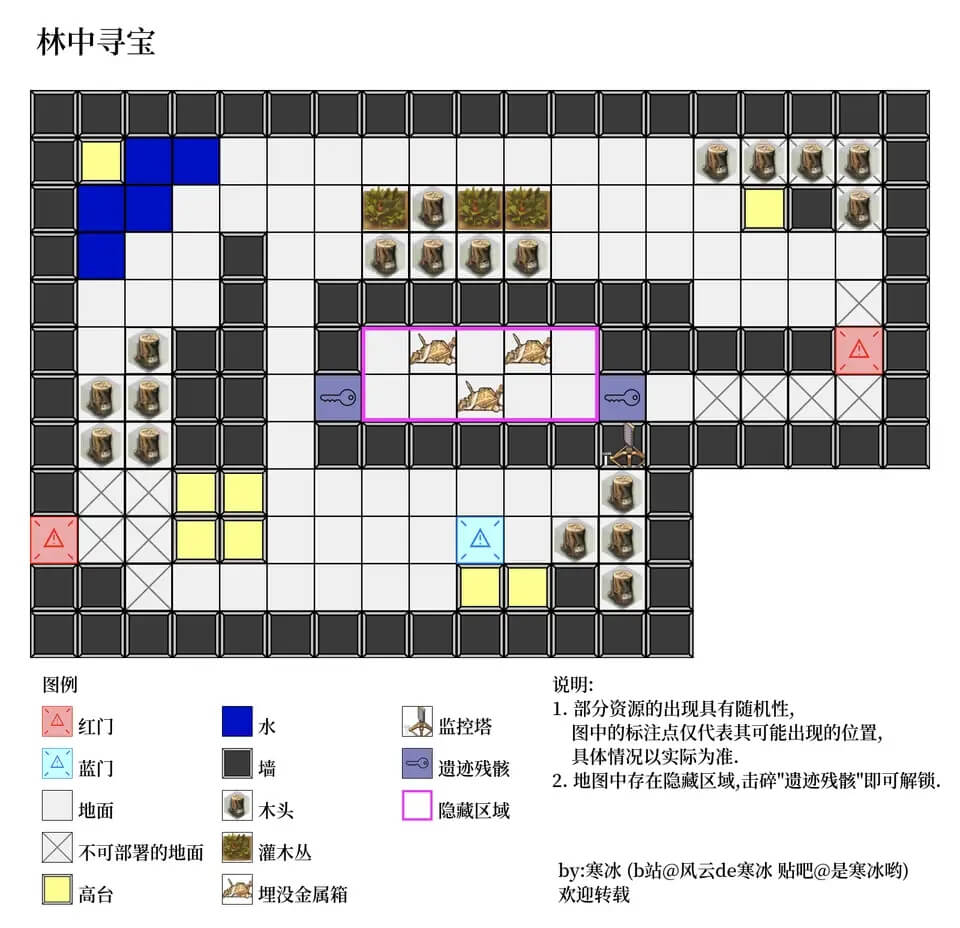 林中寻宝
图例
红门
蓝门
地面
不可部署的地面
高台
水
墙
木头
灌木丛
埋没金属箱
监控塔
遗迹残骸
隐藏区域
说明:
1. 部分资源的出现具有随机性,
图中的标注点仅代表其可能出现的位置,
具体情况以实际为准.
2. 地图中存在隐藏区域,击碎"遗迹残骸"即可解锁.
by:寒冰 (b站@风云de寒冰 贴吧@是寒冰哟)
欢迎转载